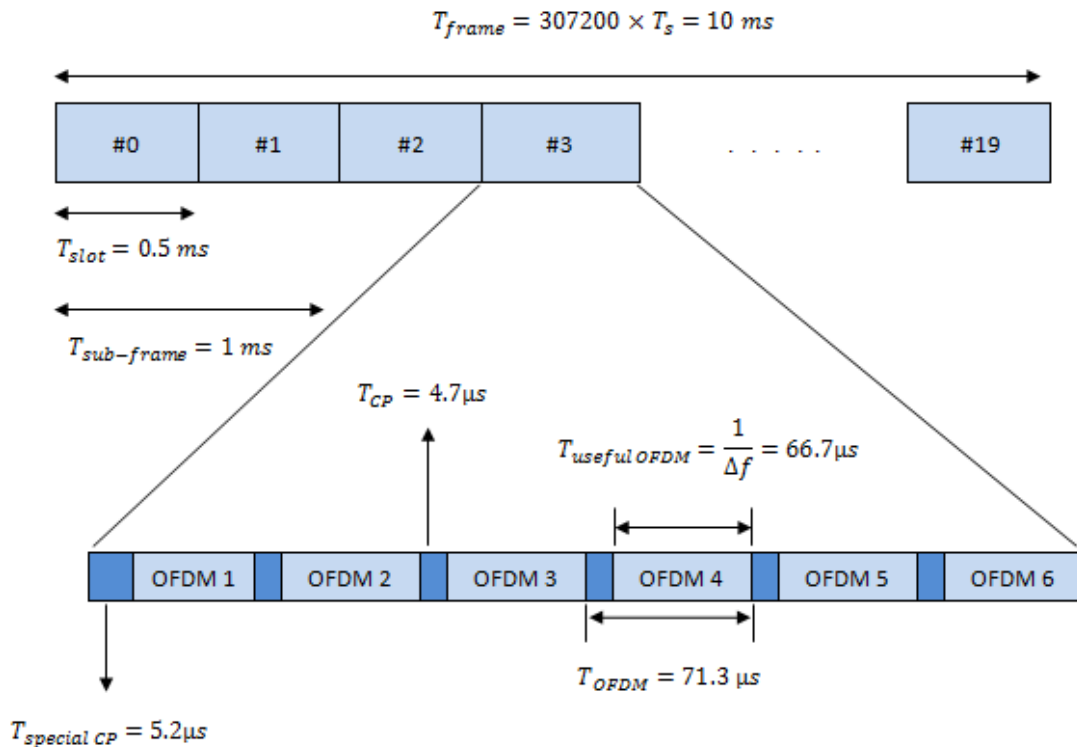 T_frame = 307200 × T_s = 10 ms
#0 #1 #2 #3 . . . . . #19
T_slot = 0.5 ms
T_sub−frame = 1 ms
T_CP = 4.7μs
T_useful OFDM = 1/Δf = 66.7μs
OFDM 1 OFDM 2 OFDM 3 OFDM 4 OFDM 5 OFDM 6
T_OFDM = 71.3 μs
T_special CP = 5.2μs